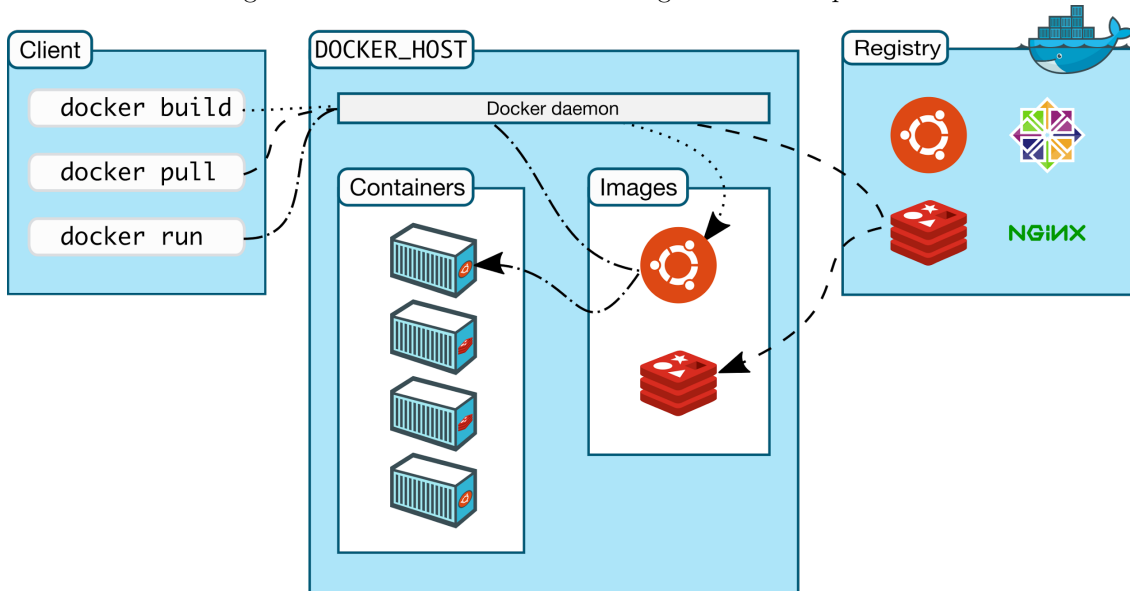 Client
docker build
docker pull
docker run
DOCKER_HOST
Docker daemon
Containers
Images
Registry
NGINX